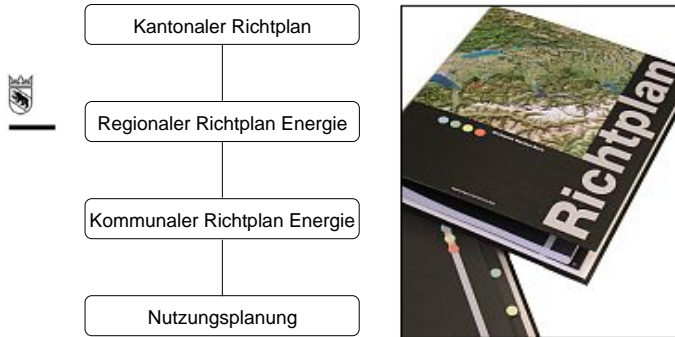 Kantonaler Richtplan
Regionaler Richtplan Energie
Kommunaler Richtplan Energie
Nutzungsplanung
Richtplan